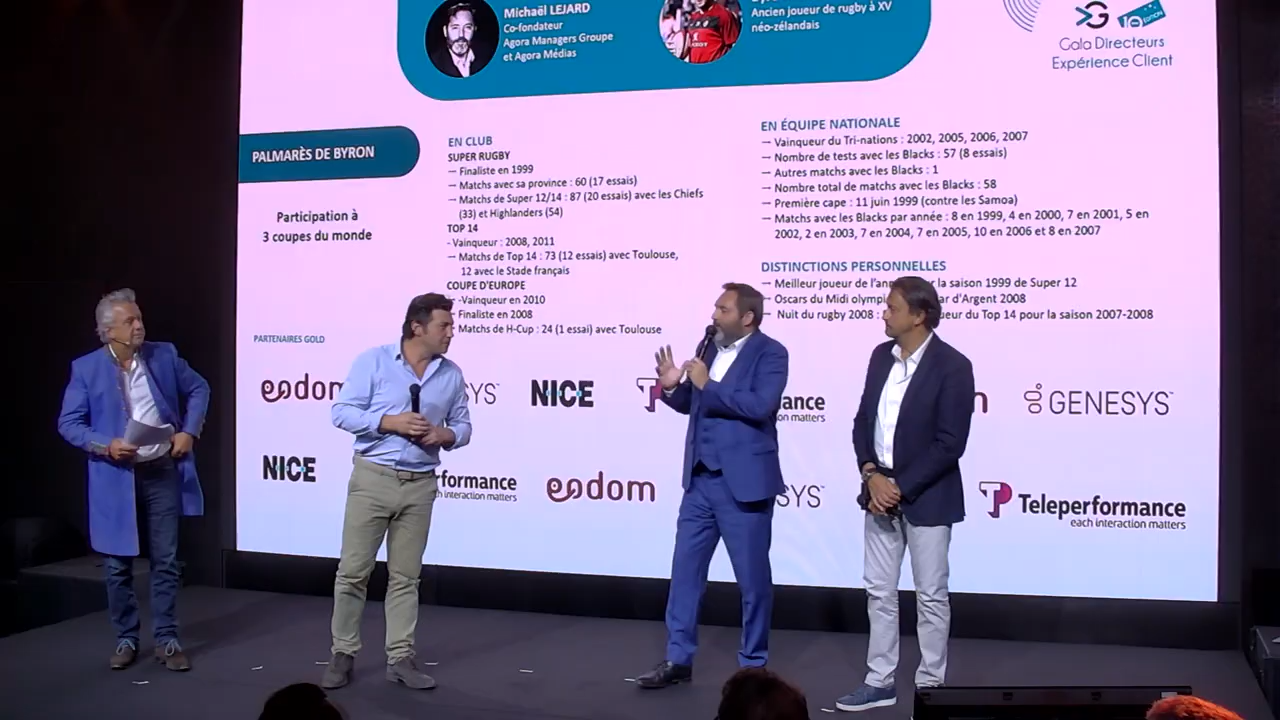 Michaël LEJARD
Co-fondateur
Agora Managers Groupe
et Agora Médias
Ancien joueur de rugby à XV
néo-zélandais
Gala Directeurs
Expérience Client
PALMARÈS DE BYRON
Participation à
3 coupes du monde
EN CLUB
SUPER RUGBY
— Finaliste en 1999
— Matchs avec sa province : 60 (17 essais)
— Matchs de Super 12/14 : 87 (20 essais) avec les Chiefs
(33) et Highlanders (54)
TOP 14
- Vainqueur : 2008, 2011
— Matchs de Top 14 : 73 (12 essais) avec Toulouse,
12 avec le Stade français
COUPE D'EUROPE
— -Vainqueur en 2010
— Finaliste en 2008
— Matchs de H-Cup : 24 (1 essai) avec Toulouse
EN ÉQUIPE NATIONALE
— Vainqueur du Tri-nations : 2002, 2005, 2006, 2007
— Nombre de tests avec les Blacks : 57 (8 essais)
— Autres matchs avec les Blacks : 1
— Nombre total de matchs avec les Blacks : 58
— Première cape : 11 juin 1999 (contre les Samoa)
— Matchs avec les Blacks par année : 8 en 1999, 4 en 2000, 7 en 2001, 5 en
2002, 2 en 2003, 7 en 2004, 7 en 2005, 10 en 2006 et 8 en 2007
DISTINCTIONS PERSONNELLES
— Meilleur joueur de l'ann la saison 1999 de Super 12
— Oscars du Midi olympi d'Argent 2008
— Nuit du rugby 2008 : ueur du Top 14 pour la saison 2007-2008
PARTENAIRES GOLD
eodom SYS NICE T ance m GENESYS
on matters
NICE formance eodom SYS Teleperformance
h interaction matters each interaction matters